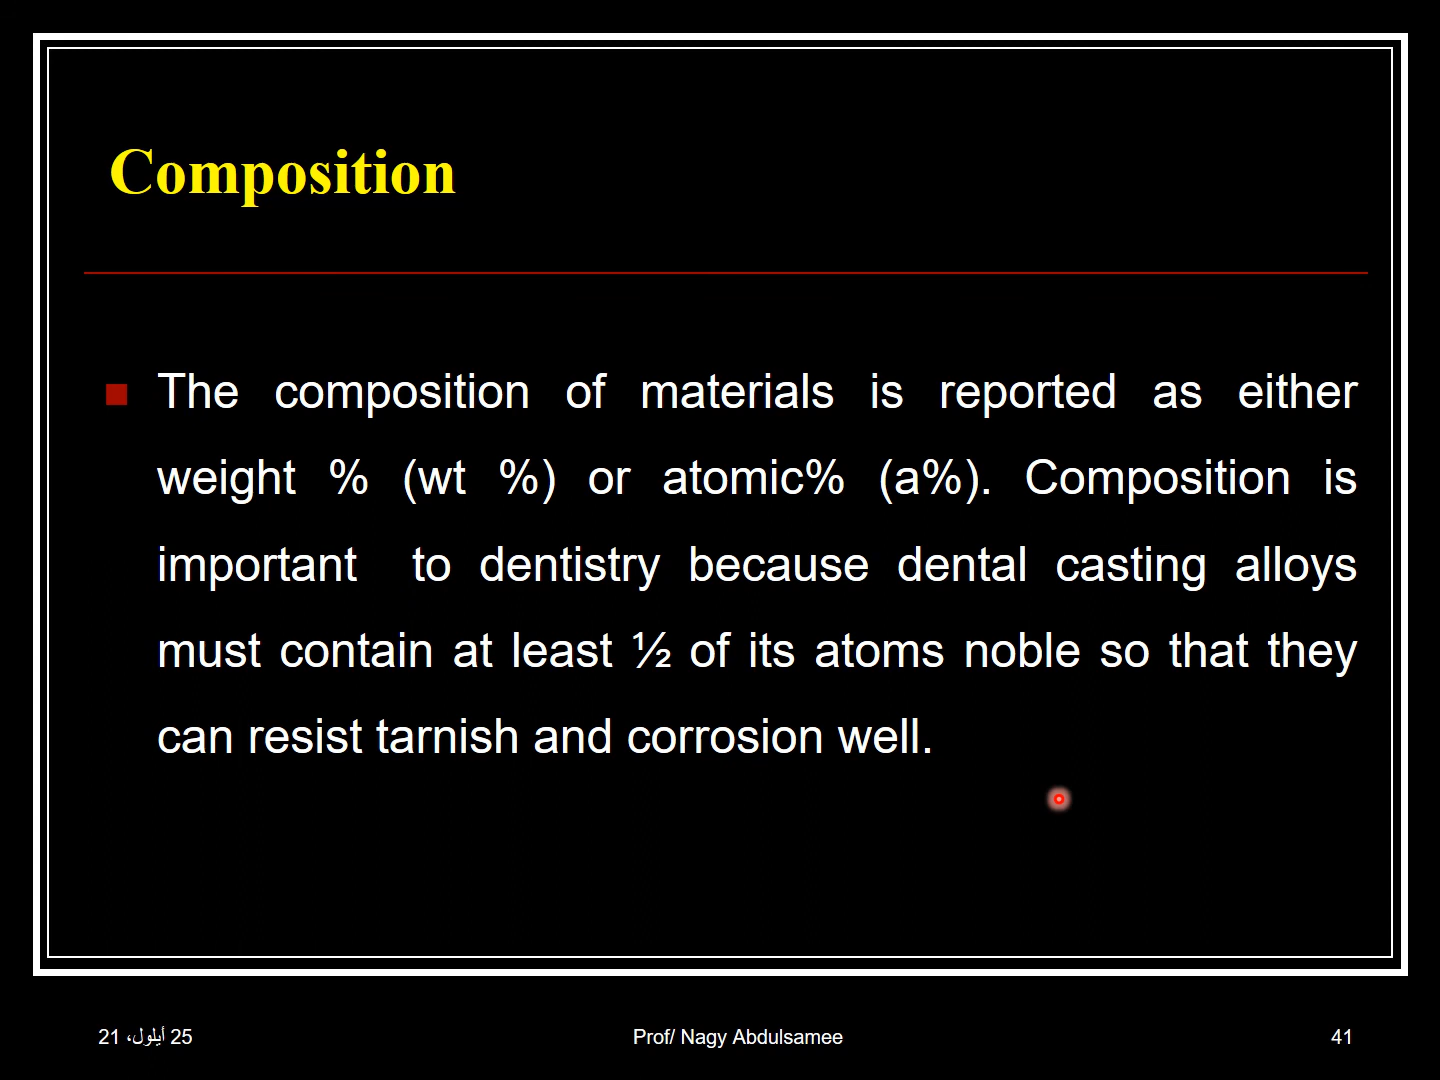 Composition
The composition of materials is reported as either
weight % (wt %) or atomic% (a%). Composition is
important to dentistry because dental casting alloys
must contain at least ½ of its atoms noble so that they
can resist tarnish and corrosion well.
25 أيلول، 21
Prof/ Nagy Abdulsamee
41